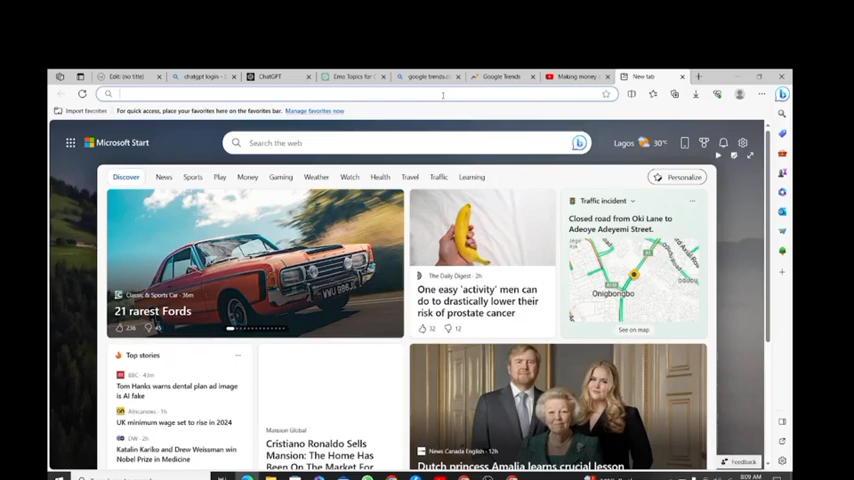 Edit: (no title)
chatgpt login -
ChatGPT
Emo Topics for C
google trends.c
Google Trends
Making money
New tab
Import favorites
For quick access, place your favorites here on the favorites bar. Manage favorites now
Microsoft Start
Search the web
Lagos 30°C
Discover
News
Sports
Play
Money
Gaming
Weather
Watch
Health
Travel
Traffic
Learning
Personalize
Classic & Sports Car · 36m
21 rarest Fords
236 45
The Daily Digest · 2h
One easy 'activity' men can
do to drastically lower their
risk of prostate cancer
32 12
Traffic incident
Closed road from Oki Lane to
Adeoye Adeyemi Street.
Onigbongbo
See on map
Top stories
BBC · 43m
Tom Hanks warns dental plan ad image
is AI fake
Africanews · 1h
UK minimum wage set to rise in 2024
DW · 2h
Katalin Kariko and Drew Weissman win
Nobel Prize in Medicine
Mansion Global
Cristiano Ronaldo Sells
Mansion: The Home Has
Been On The Market For
News Canada English · 12h
Dutch princess Amalia learns crucial lesson
Feedback
8:09 AM